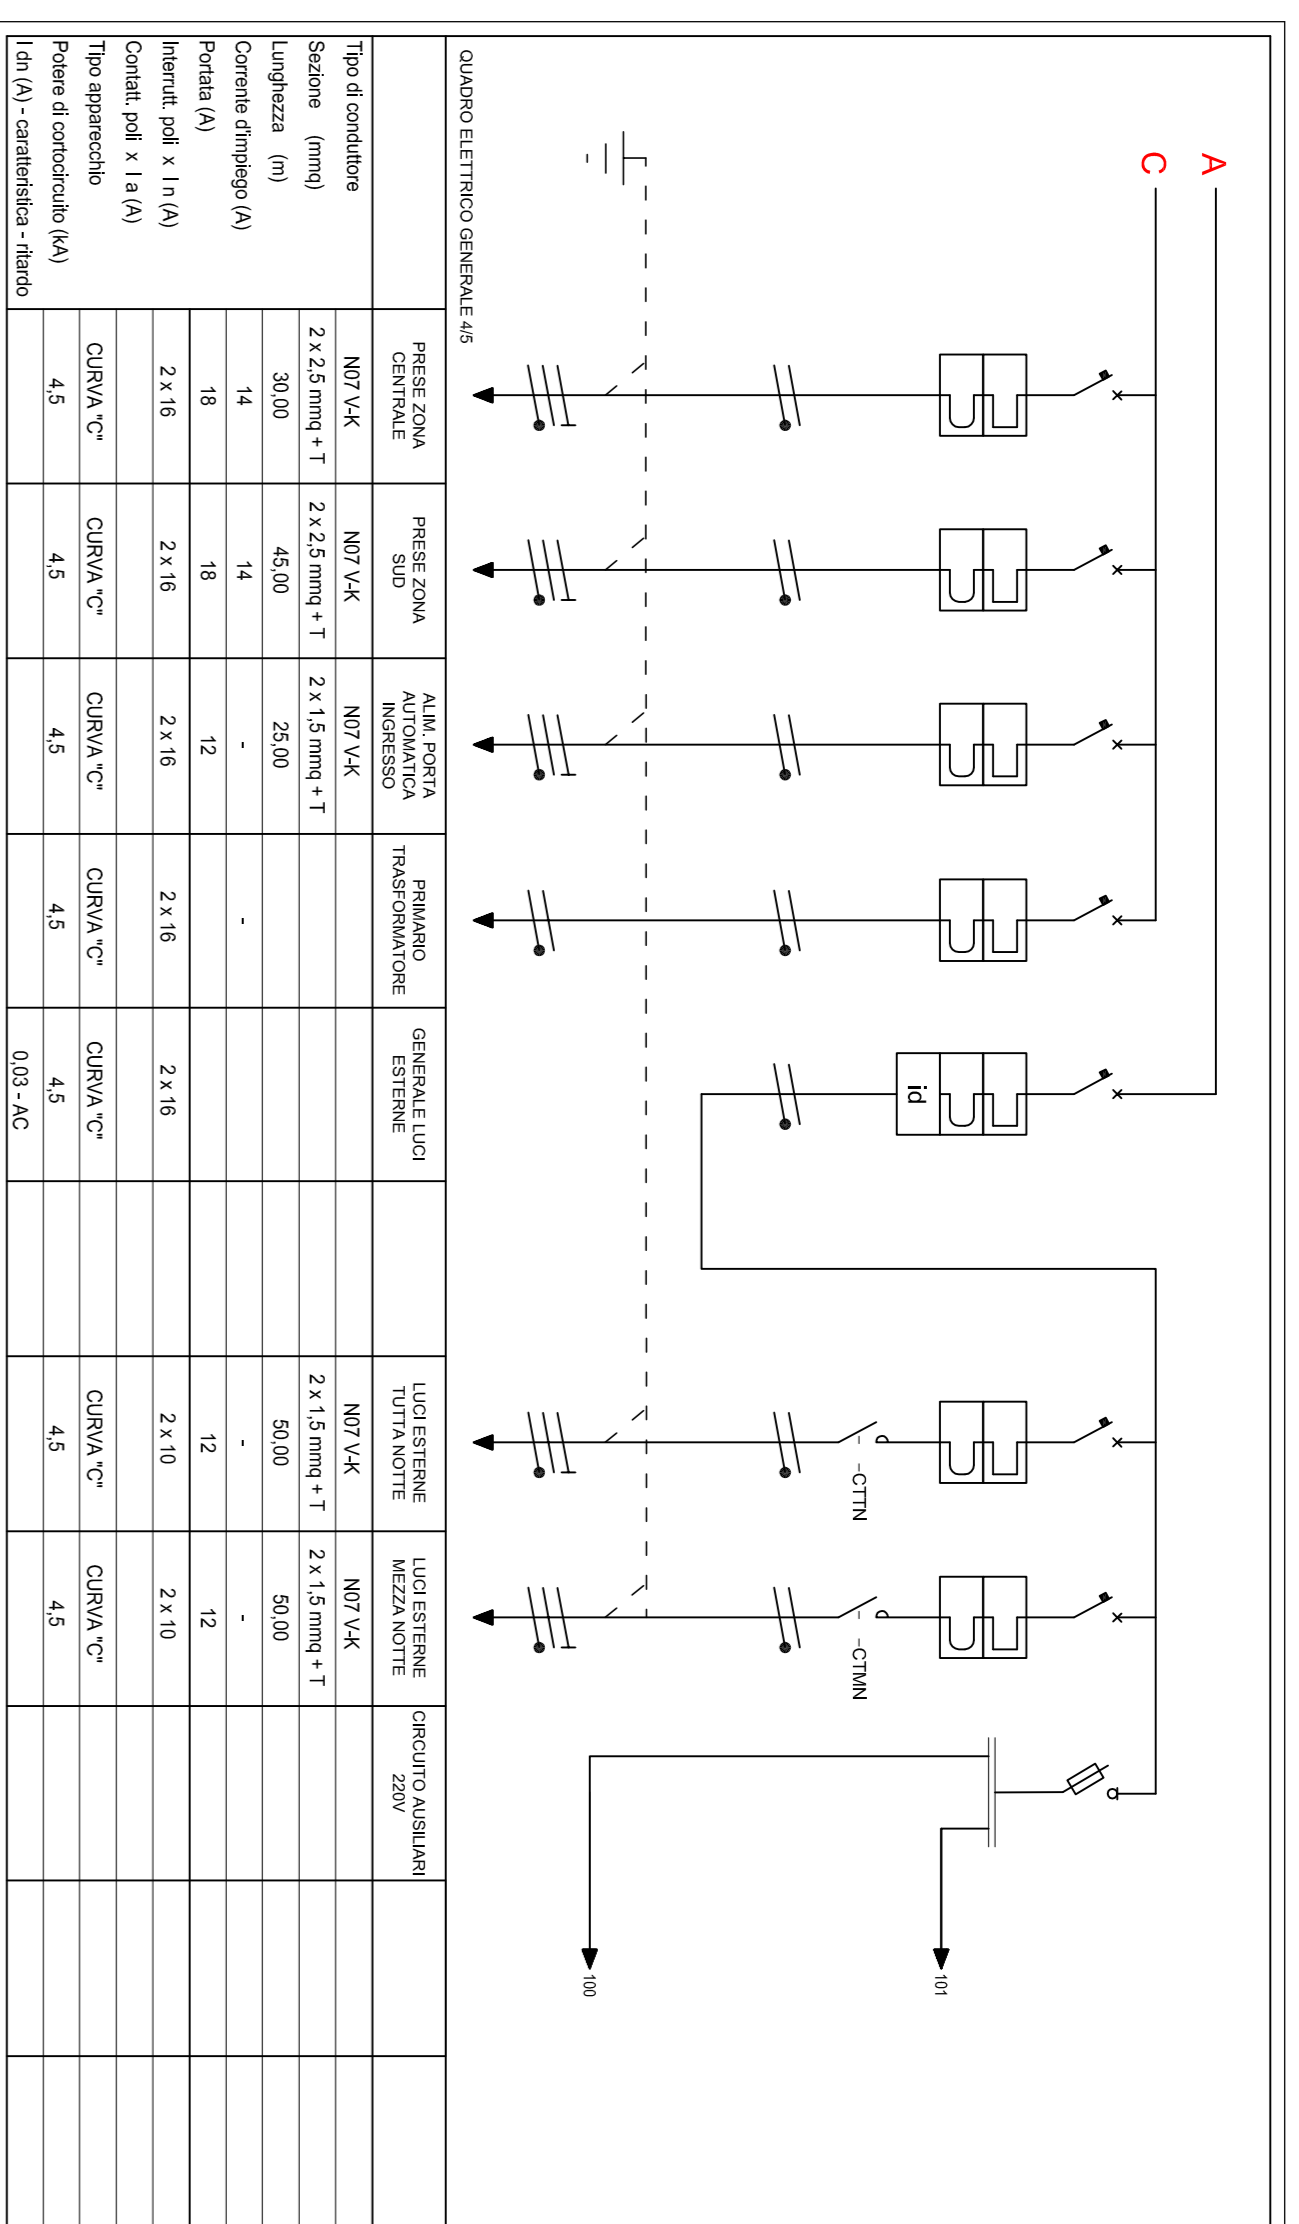 A
C
-CTTN
-CTMN
101
100
QUADRO ELETTRICO GENERALE 4/5
PRESE ZONA
CENTRALE
PRESE ZONA
SUD
ALIM. PORTA
AUTOMATICA
INGRESSO
PRIMARIO
TRASFORMATORE
GENERALE LUCI
ESTERNE
LUCI ESTERNE
TUTTA NOTTE
LUCI ESTERNE
MEZZA NOTTE
CIRCUITO AUSILIARI
220V
id
Tipo di conduttore N07 V-K N07 V-K N07 V-K N07 V-K N07 V-K
Sezione (mmq) 2 x 2,5 mmq + T 2 x 2,5 mmq + T 2 x 1,5 mmq + T 2 x 1,5 mmq + T 2 x 1,5 mmq + T
Lunghezza (m) 30,00 45,00 25,00 50,00 50,00
Corrente d'impiego (A) 14 14 - - - -
Portata (A) 18 18 12 12 12
Interrutt. poli x I n (A) 2 x 16 2 x 16 2 x 16 2 x 16 2 x 16 2 x 10 2 x 10
Contatt. poli x I a (A)
Tipo apparecchio CURVA "C" CURVA "C" CURVA "C" CURVA "C" CURVA "C" CURVA "C" CURVA "C"
Potere di cortocircuito (kA) 4,5 4,5 4,5 4,5 4,5 4,5 4,5
I dn (A) - caratteristica - ritardo 0,03 - AC